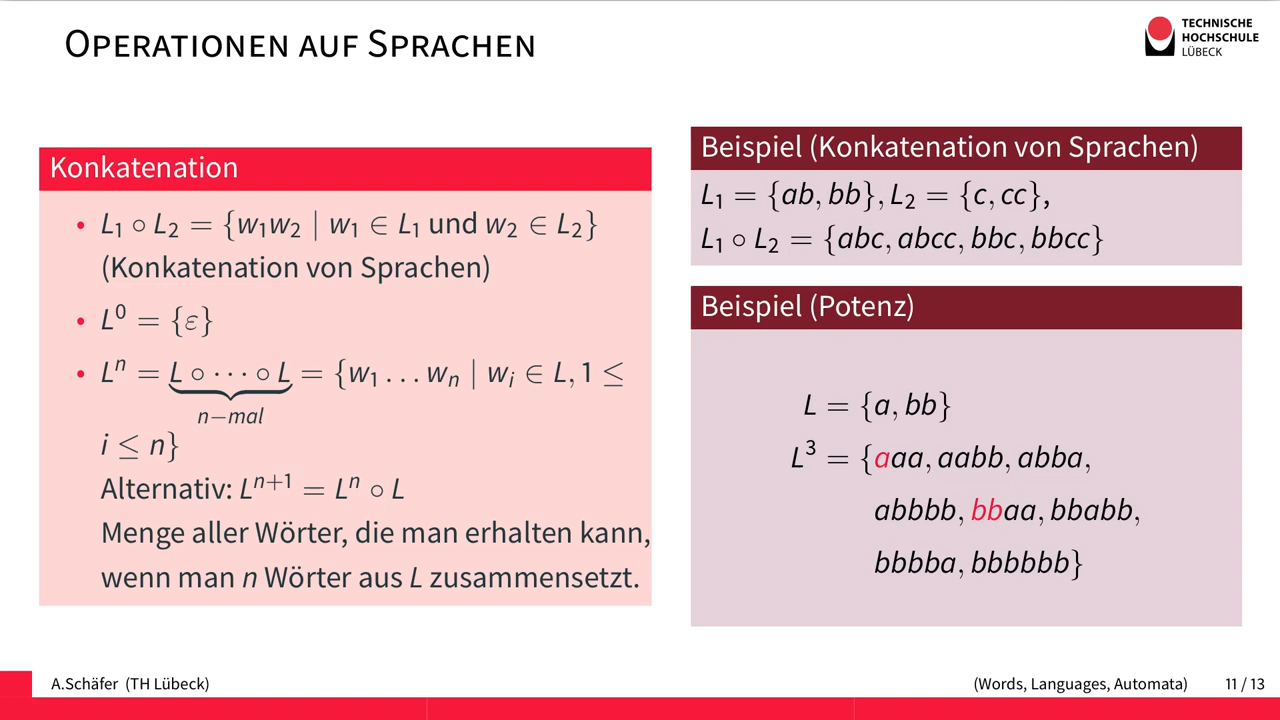 OPERATIONEN AUF SPRACHEN
TECHNISCHE
HOCHSCHULE
LÜBECK
Konkatenation
• L₁ ∘ L₂ = {w₁w₂ | w₁ ∈ L₁ und w₂ ∈ L₂}
(Konkatenation von Sprachen)
• L⁰ = {ε}
• Lⁿ = L ∘ ⋯ ∘ L = {w₁ … wₙ | wᵢ ∈ L, 1 ≤
n−mal
i ≤ n}
Alternativ: Lⁿ⁺¹ = Lⁿ ∘ L
Menge aller Wörter, die man erhalten kann,
wenn man n Wörter aus L zusammensetzt.
Beispiel (Konkatenation von Sprachen)
L₁ = {ab, bb}, L₂ = {c, cc},
L₁ ∘ L₂ = {abc, abcc, bbc, bbcc}
Beispiel (Potenz)
L = {a, bb}
L³ = {aaa, aabb, abba,
abbbb, bbaa, bbabb,
bbbba, bbbbbb}
A.Schäfer (TH Lübeck)
(Words, Languages, Automata)
11 / 13